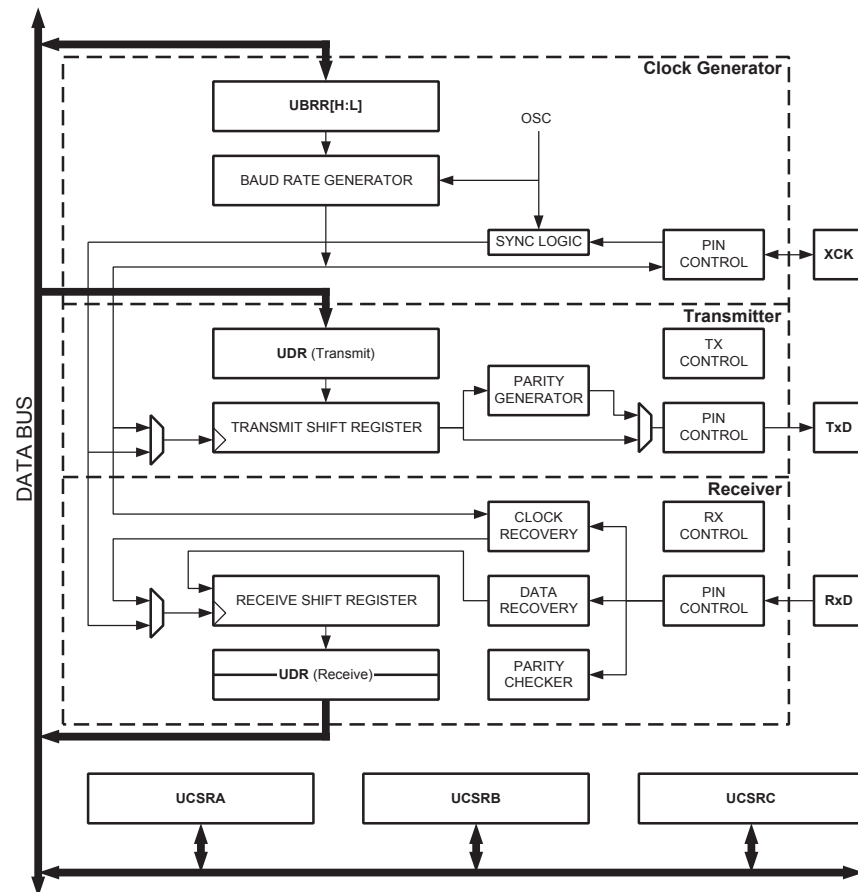 Clock Generator
UBRR[H:L]
OSC
BAUD RATE GENERATOR
SYNC LOGIC
PIN
CONTROL
XCK
Transmitter
UDR (Transmit)
TX
CONTROL
PARITY
GENERATOR
TRANSMIT SHIFT REGISTER
PIN
CONTROL
TxD
DATA BUS
Receiver
CLOCK
RECOVERY
RX
CONTROL
RECEIVE SHIFT REGISTER
DATA
RECOVERY
PIN
CONTROL
RxD
UDR (Receive)
PARITY
CHECKER
UCSRA
UCSRB
UCSRC